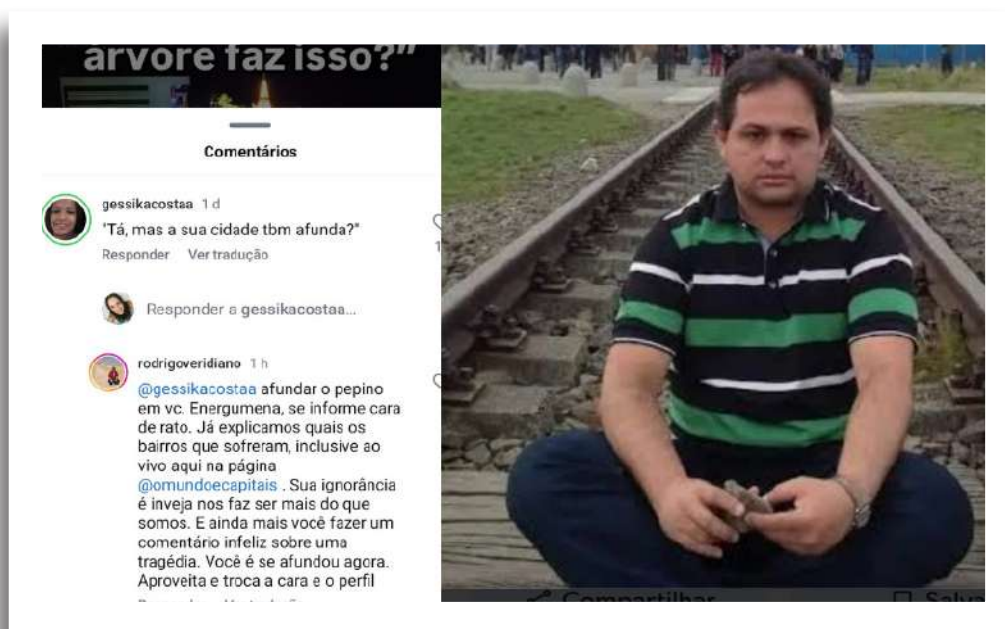 árvore faz isso?"
Comentários
gessikacostaa 1 d
"Tá, mas a sua cidade tbm afunda?"
Responder Ver tradução
Responder a gessikacostaa...
rodrigoveridiano 1 h
@gessikacostaa afundar o pepino
em vc. Energumena, se informe cara
de rato. Já explicamos quais os
bairros que sofreram, inclusive ao
vivo aqui na página
@omundoecapitais . Sua ignorância
é inveja nos faz ser mais do que
somos. E ainda mais você fazer um
comentário infeliz sobre uma
tragédia. Você é se afundou agora.
Aproveita e troca a cara e o perfil
Compartilhar
Salva